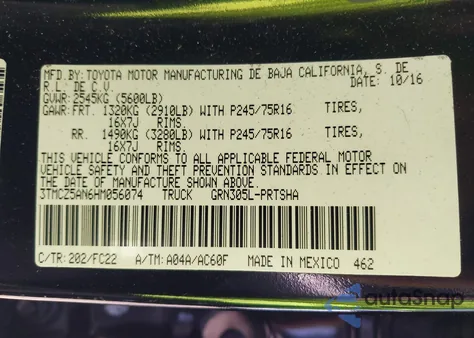 MFD.BY:TOYOTA MOTOR MANUFACTURING DE BAJA CALIFORNIA, S. DE
R.L. DE C.V. DATE: 10/16
GVWR:2545KG (5600LB)
GAWR:FRT. 1320KG (2910LB) WITH P245/75R16 TIRES,
16X7J RIMS.
RR. 1490KG (3280LB) WITH P245/75R16 TIRES,
16X7J RIMS.
THIS VEHICLE CONFORMS TO ALL APPLICABLE FEDERAL MOTOR
VEHICLE SAFETY AND THEFT PREVENTION STANDARDS IN EFFECT ON
THE DATE OF MANUFACTURE SHOWN ABOVE.
3TMCZ5AN6HM056074 TRUCK GRN305L-PRTSHA
C/TR:202/FC22 A/TM:A04A/AC60F MADE IN MEXICO 462
autoSnap